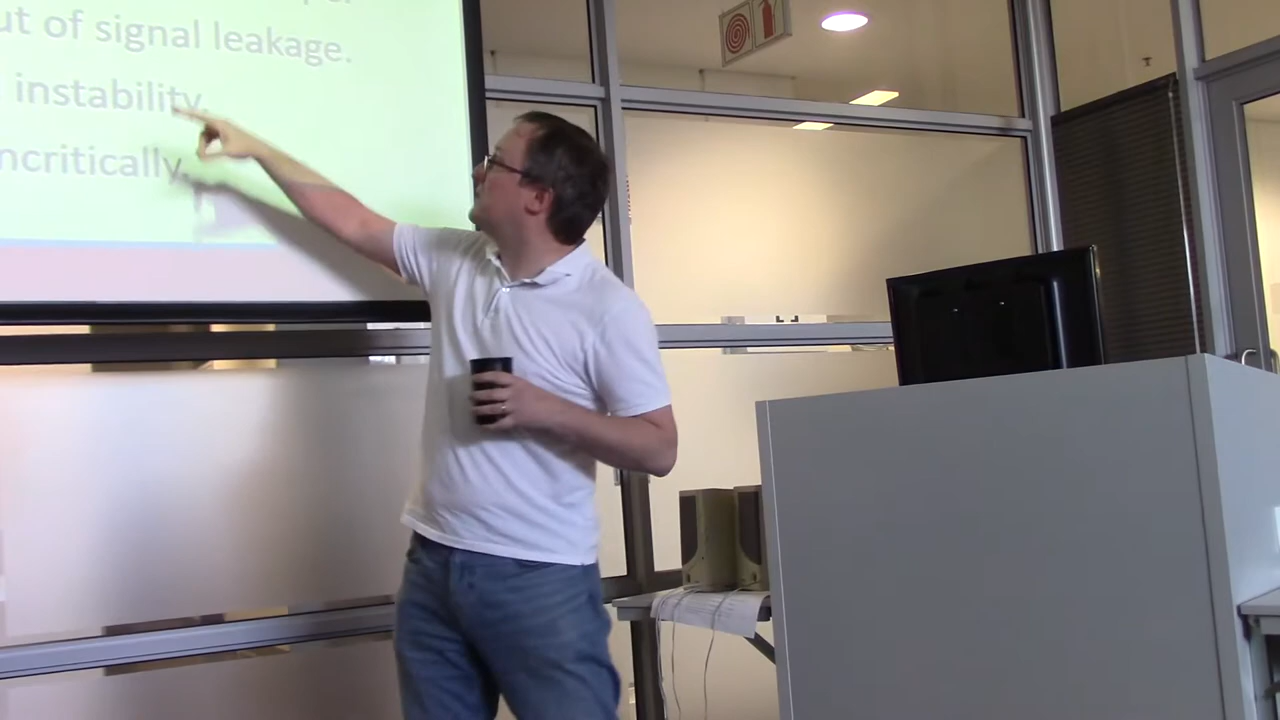 ut of signal leakage.
instability.
ncritically.